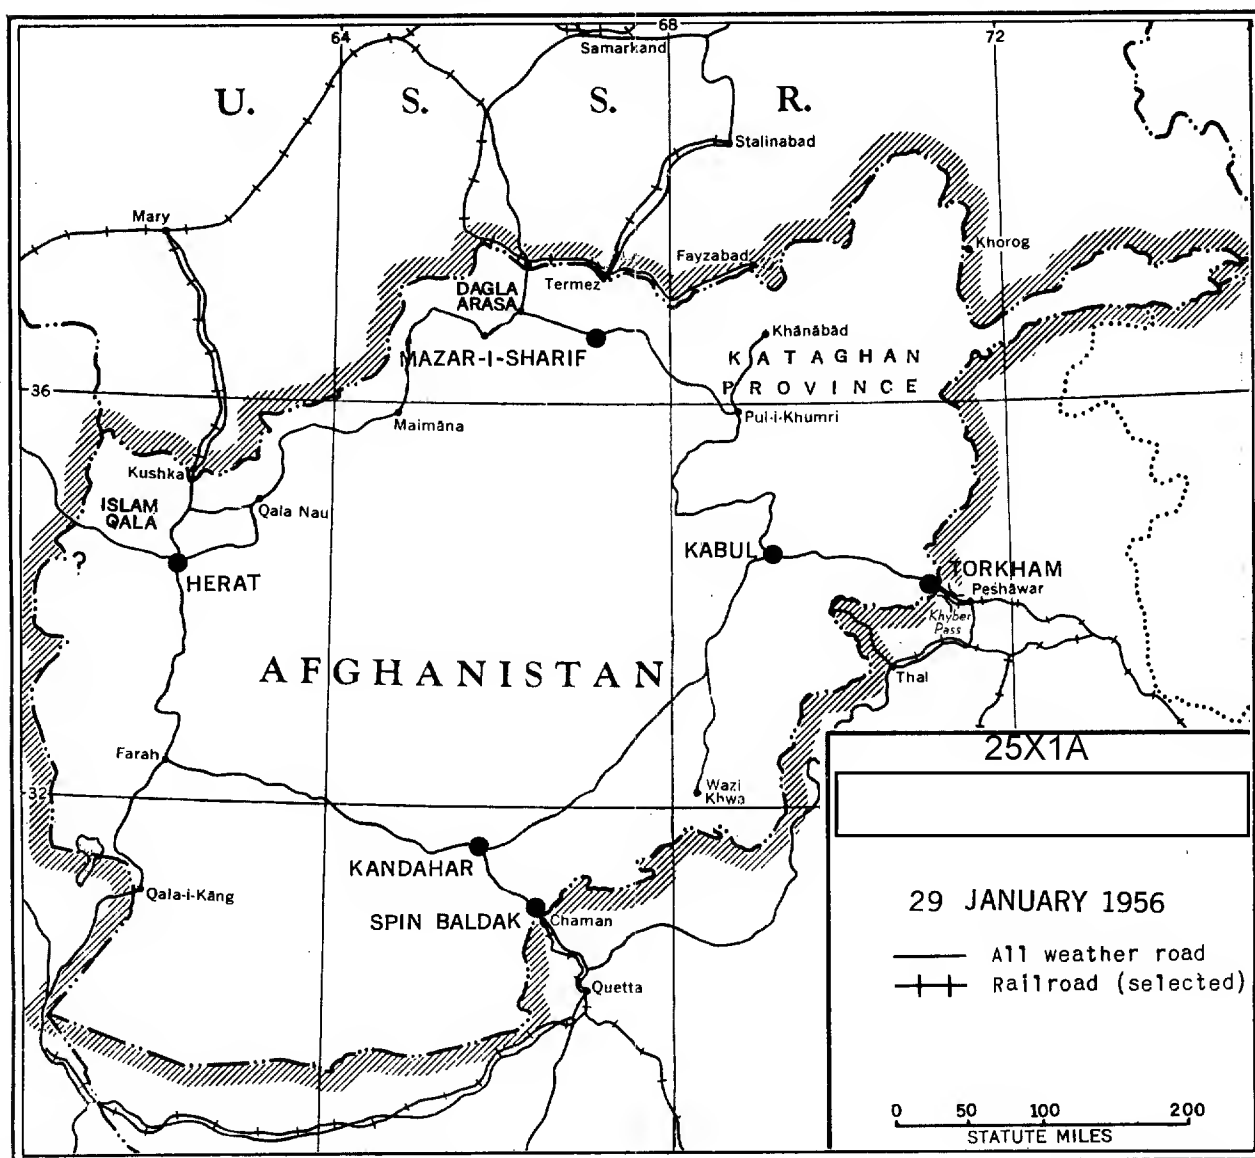 64
68
72
Samarkand
U. S. S. R.
Stalinabad
Mary
Khorog
Fayzabad
DAGLA
ARASA
Termez
Khānābād
MAZAR-I-SHARIF
KATAGHAN
PROVINCE
36
Maimāna
Pul-i-Khumri
Kushka
ISLAM
QALA
Qala Nau
?
HERAT
KABUL
TORKHAM
Peshāwar
Khyber
Pass
AFGHANISTAN
Thal
Farah
25X1A
32
Wazi
Khwa
KANDAHAR
Qala-i-Kāng
SPIN BALDAK
Chaman
29 JANUARY 1956
All weather road
Railroad (selected)
Quetta
0 50 100 200
STATUTE MILES